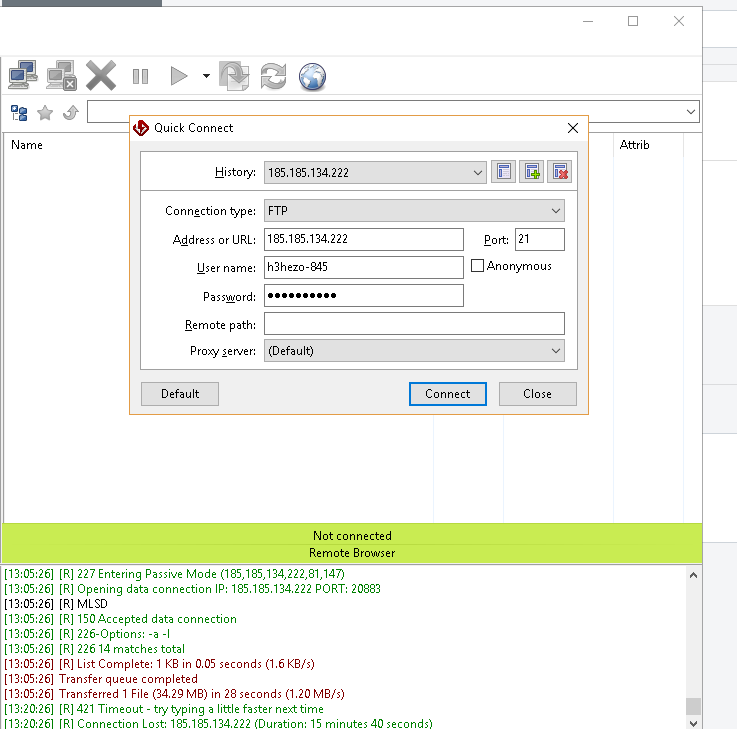 Quick Connect
History: 185.185.134.222
Connection type: FTP
Address or URL: 185.185.134.222 Port: 21
User name: h3hezo-845 Anonymous
Password: ●●●●●●●●●●
Remote path:
Proxy server: (Default)
Default Connect Close
Name Attrib
Not connected
Remote Browser
[13:05:26] [R] 227 Entering Passive Mode (185,185,134,222,81,147)
[13:05:26] [R] Opening data connection IP: 185.185.134.222 PORT: 20883
[13:05:26] [R] MLSD
[13:05:26] [R] 150 Accepted data connection
[13:05:26] [R] 226-Options: -a -l
[13:05:26] [R] 226 14 matches total
[13:05:26] [R] List Complete: 1 KB in 0.05 seconds (1.6 KB/s)
[13:05:26] Transfer queue completed
[13:05:26] Transferred 1 File (34.29 MB) in 28 seconds (1.20 MB/s)
[13:20:26] [R] 421 Timeout - try typing a little faster next time
[13:20:26] [R] Connection Lost: 185.185.134.222 (Duration: 15 minutes 40 seconds)